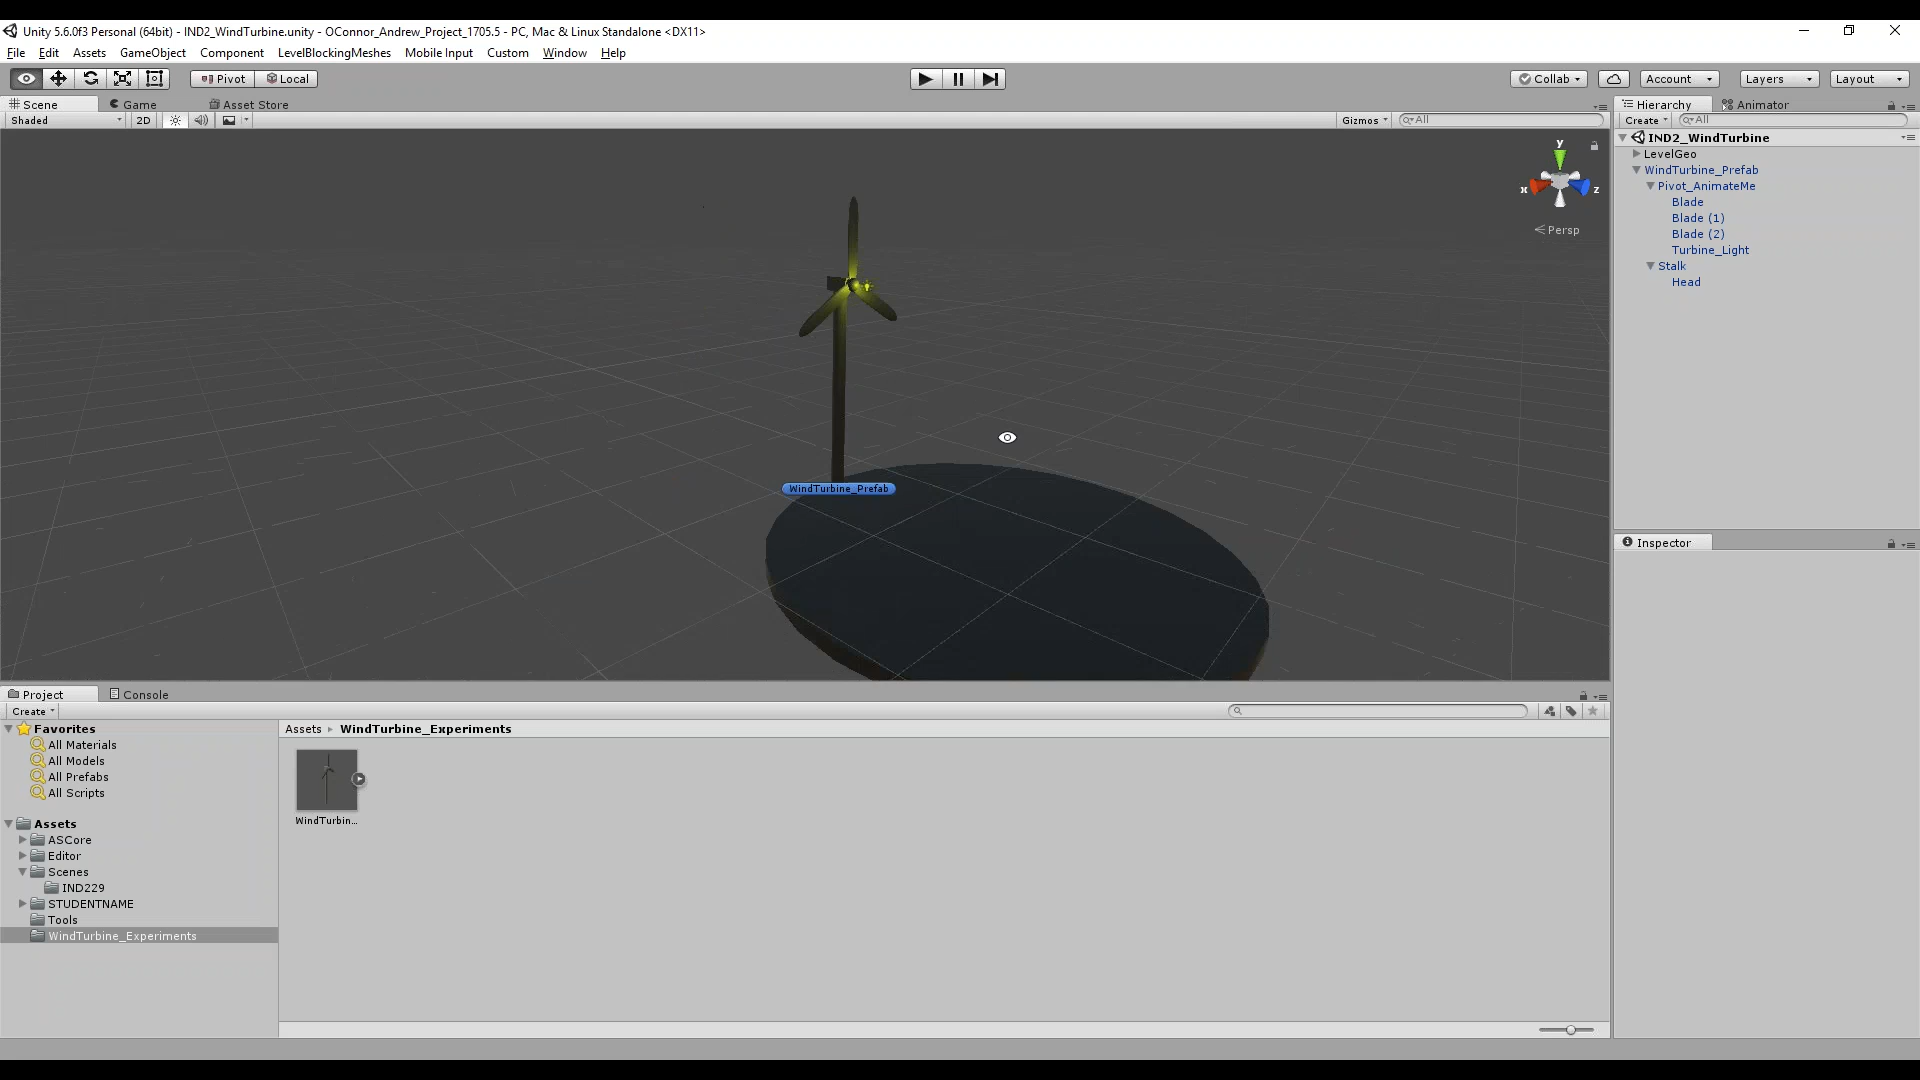 Unity 5.6.0f3 Personal (64bit) - IND2_WindTurbine.unity - OConnor_Andrew_Project_1705.5 - PC, Mac & Linux Standalone <DX11>
File Edit Assets GameObject Component LevelBlockingMeshes Mobile Input Custom Window Help
Pivot Local Collab Account Layers Layout
Scene Game Asset Store
Shaded 2D Gizmos All
y
x z
Persp
WindTurbine_Prefab
Hierarchy Animator
Create All
IND2_WindTurbine
LevelGeo
WindTurbine_Prefab
Pivot_AnimateMe
Blade
Blade (1)
Blade (2)
Turbine_Light
Stalk
Head
Inspector
Project Console
Create
Favorites
All Materials
All Models
All Prefabs
All Scripts
Assets
ASCore
Editor
Scenes
IND229
STUDENTNAME
Tools
WindTurbine_Experiments
Assets WindTurbine_Experiments
WindTurbin...